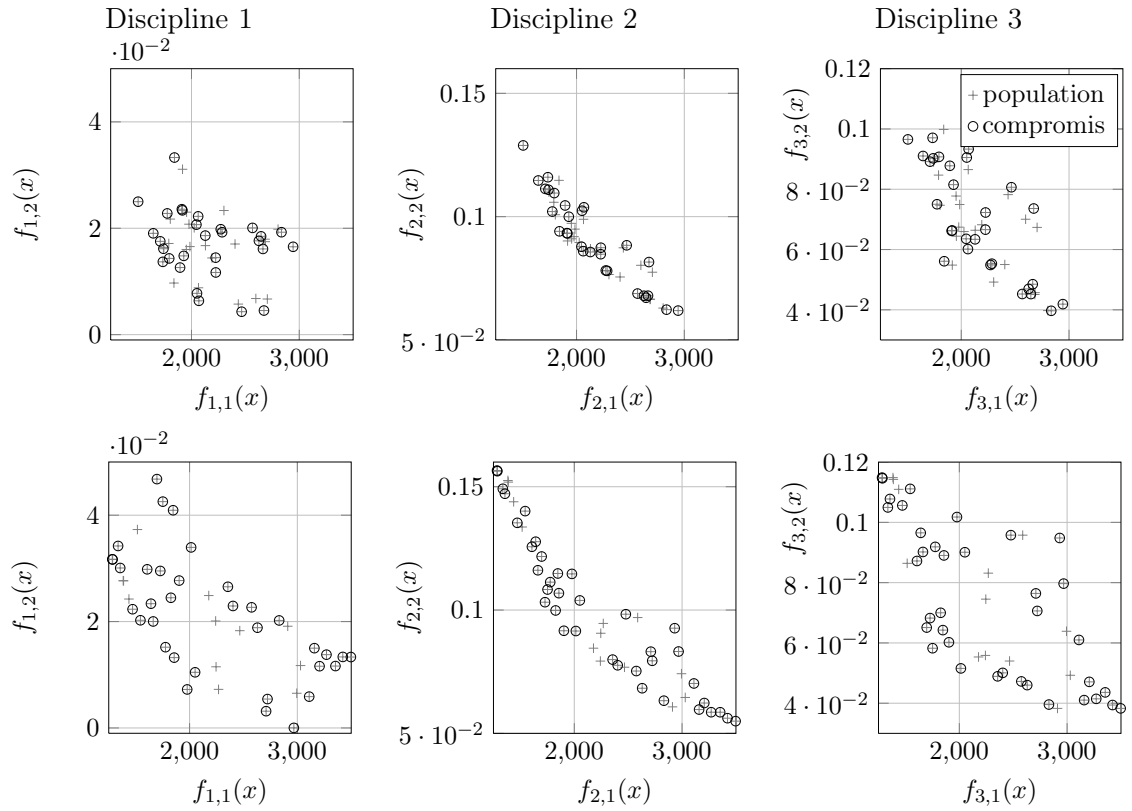 Discipline 1
Discipline 2
Discipline 3
·10⁻²
4
2
0
2,000
3,000
f₁,₁(x)
f₁,₂(x)
0.15
0.1
5 · 10⁻²
2,000
3,000
f₂,₁(x)
f₂,₂(x)
0.12
0.1
8 · 10⁻²
6 · 10⁻²
4 · 10⁻²
2,000
3,000
f₃,₁(x)
f₃,₂(x)
population
compromis
·10⁻²
4
2
0
2,000
3,000
f₁,₁(x)
f₁,₂(x)
0.15
0.1
5 · 10⁻²
2,000
3,000
f₂,₁(x)
f₂,₂(x)
0.12
0.1
8 · 10⁻²
6 · 10⁻²
4 · 10⁻²
2,000
3,000
f₃,₁(x)
f₃,₂(x)